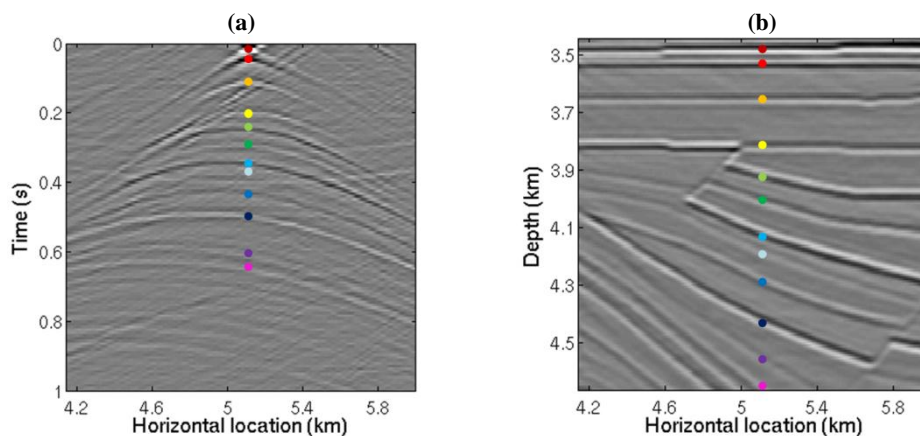 (a)
0
0.2
0.4
0.6
0.8
1
Time (s)
4.2 4.6 5 5.4 5.8
Horizontal location (km)
(b)
3.5
3.7
3.9
4.1
4.3
4.5
Depth (km)
4.2 4.6 5 5.4 5.8
Horizontal location (km)